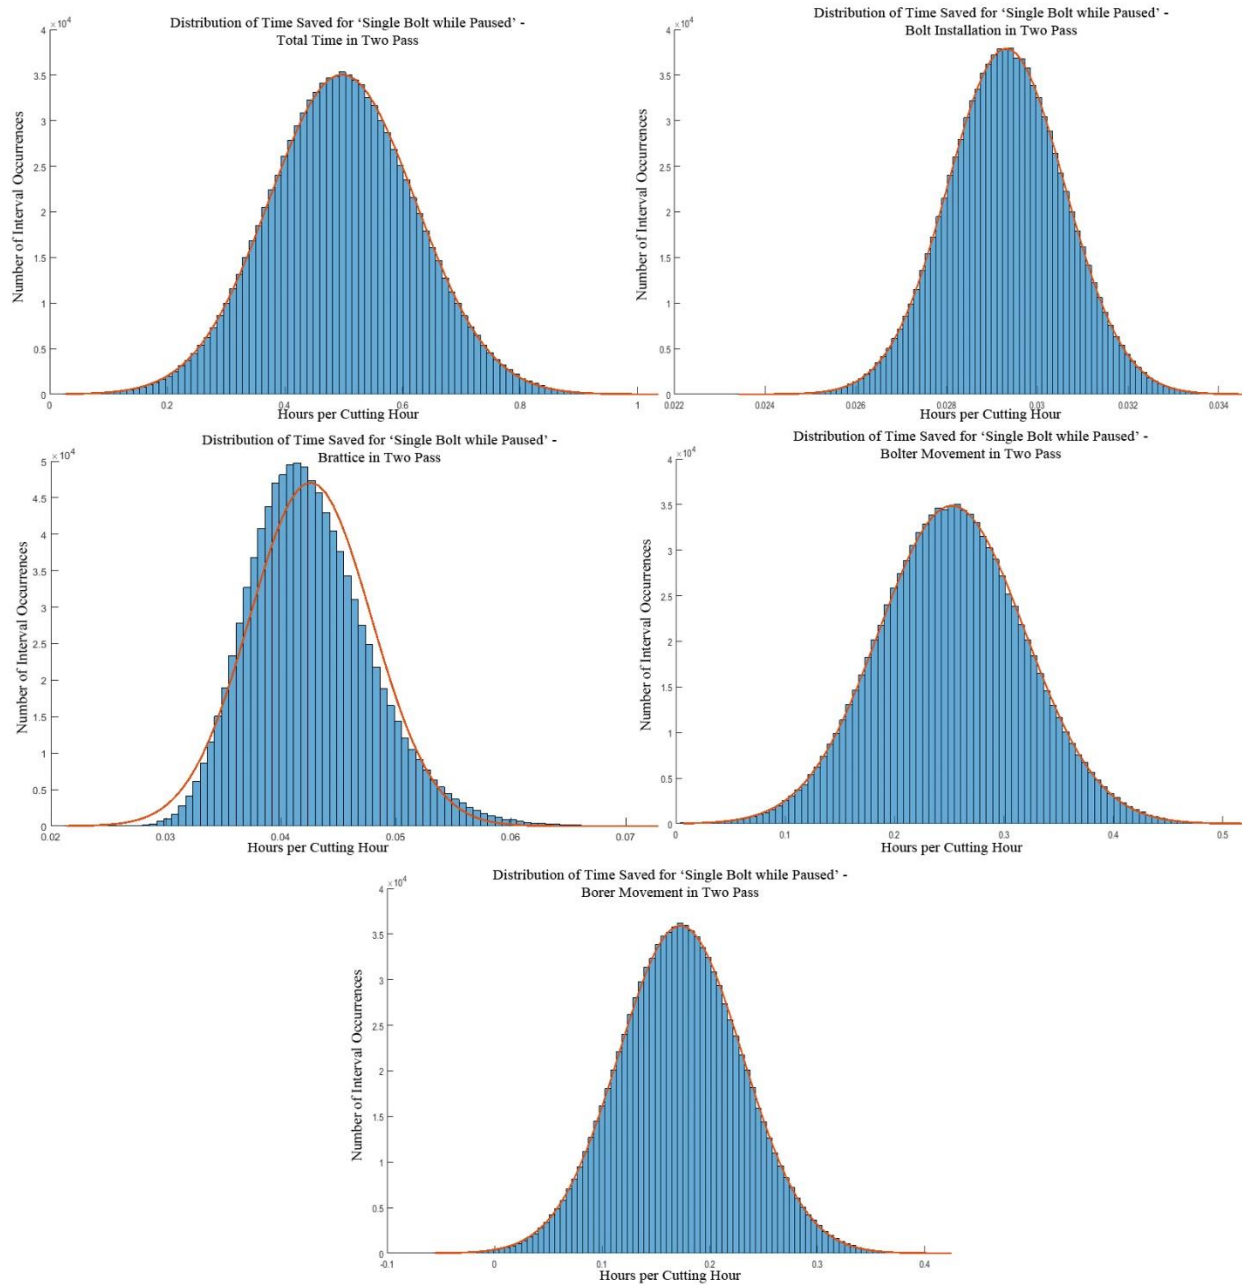 Distribution of Time Saved for ‘Single Bolt while Paused’ -
Total Time in Two Pass
×10⁴
4
3.5
3
2.5
2
1.5
1
0.5
0
Number of Interval Occurrences
0 0.2 0.4 0.6 0.8 1
Hours per Cutting Hour
Distribution of Time Saved for ‘Single Bolt while Paused’ -
Bolt Installation in Two Pass
×10⁴
4
3.5
3
2.5
2
1.5
1
0.5
0
Number of Interval Occurrences
0.022 0.024 0.026 0.028 0.03 0.032 0.034
Hours per Cutting Hour
Distribution of Time Saved for ‘Single Bolt while Paused’ -
Brattice in Two Pass
×10⁴
5
4.5
4
3.5
3
2.5
2
1.5
1
0.5
0
Number of Interval Occurrences
0.02 0.03 0.04 0.05 0.06 0.07
Hours per Cutting Hour
Distribution of Time Saved for ‘Single Bolt while Paused’ -
Bolter Movement in Two Pass
×10⁴
4
3.5
3
2.5
2
1.5
1
0.5
0
Number of Interval Occurrences
0 0.1 0.2 0.3 0.4 0.5
Hours per Cutting Hour
Distribution of Time Saved for ‘Single Bolt while Paused’ -
Borer Movement in Two Pass
×10⁴
4
3.5
3
2.5
2
1.5
1
0.5
0
Number of Interval Occurrences
-0.1 0 0.1 0.2 0.3 0.4
Hours per Cutting Hour